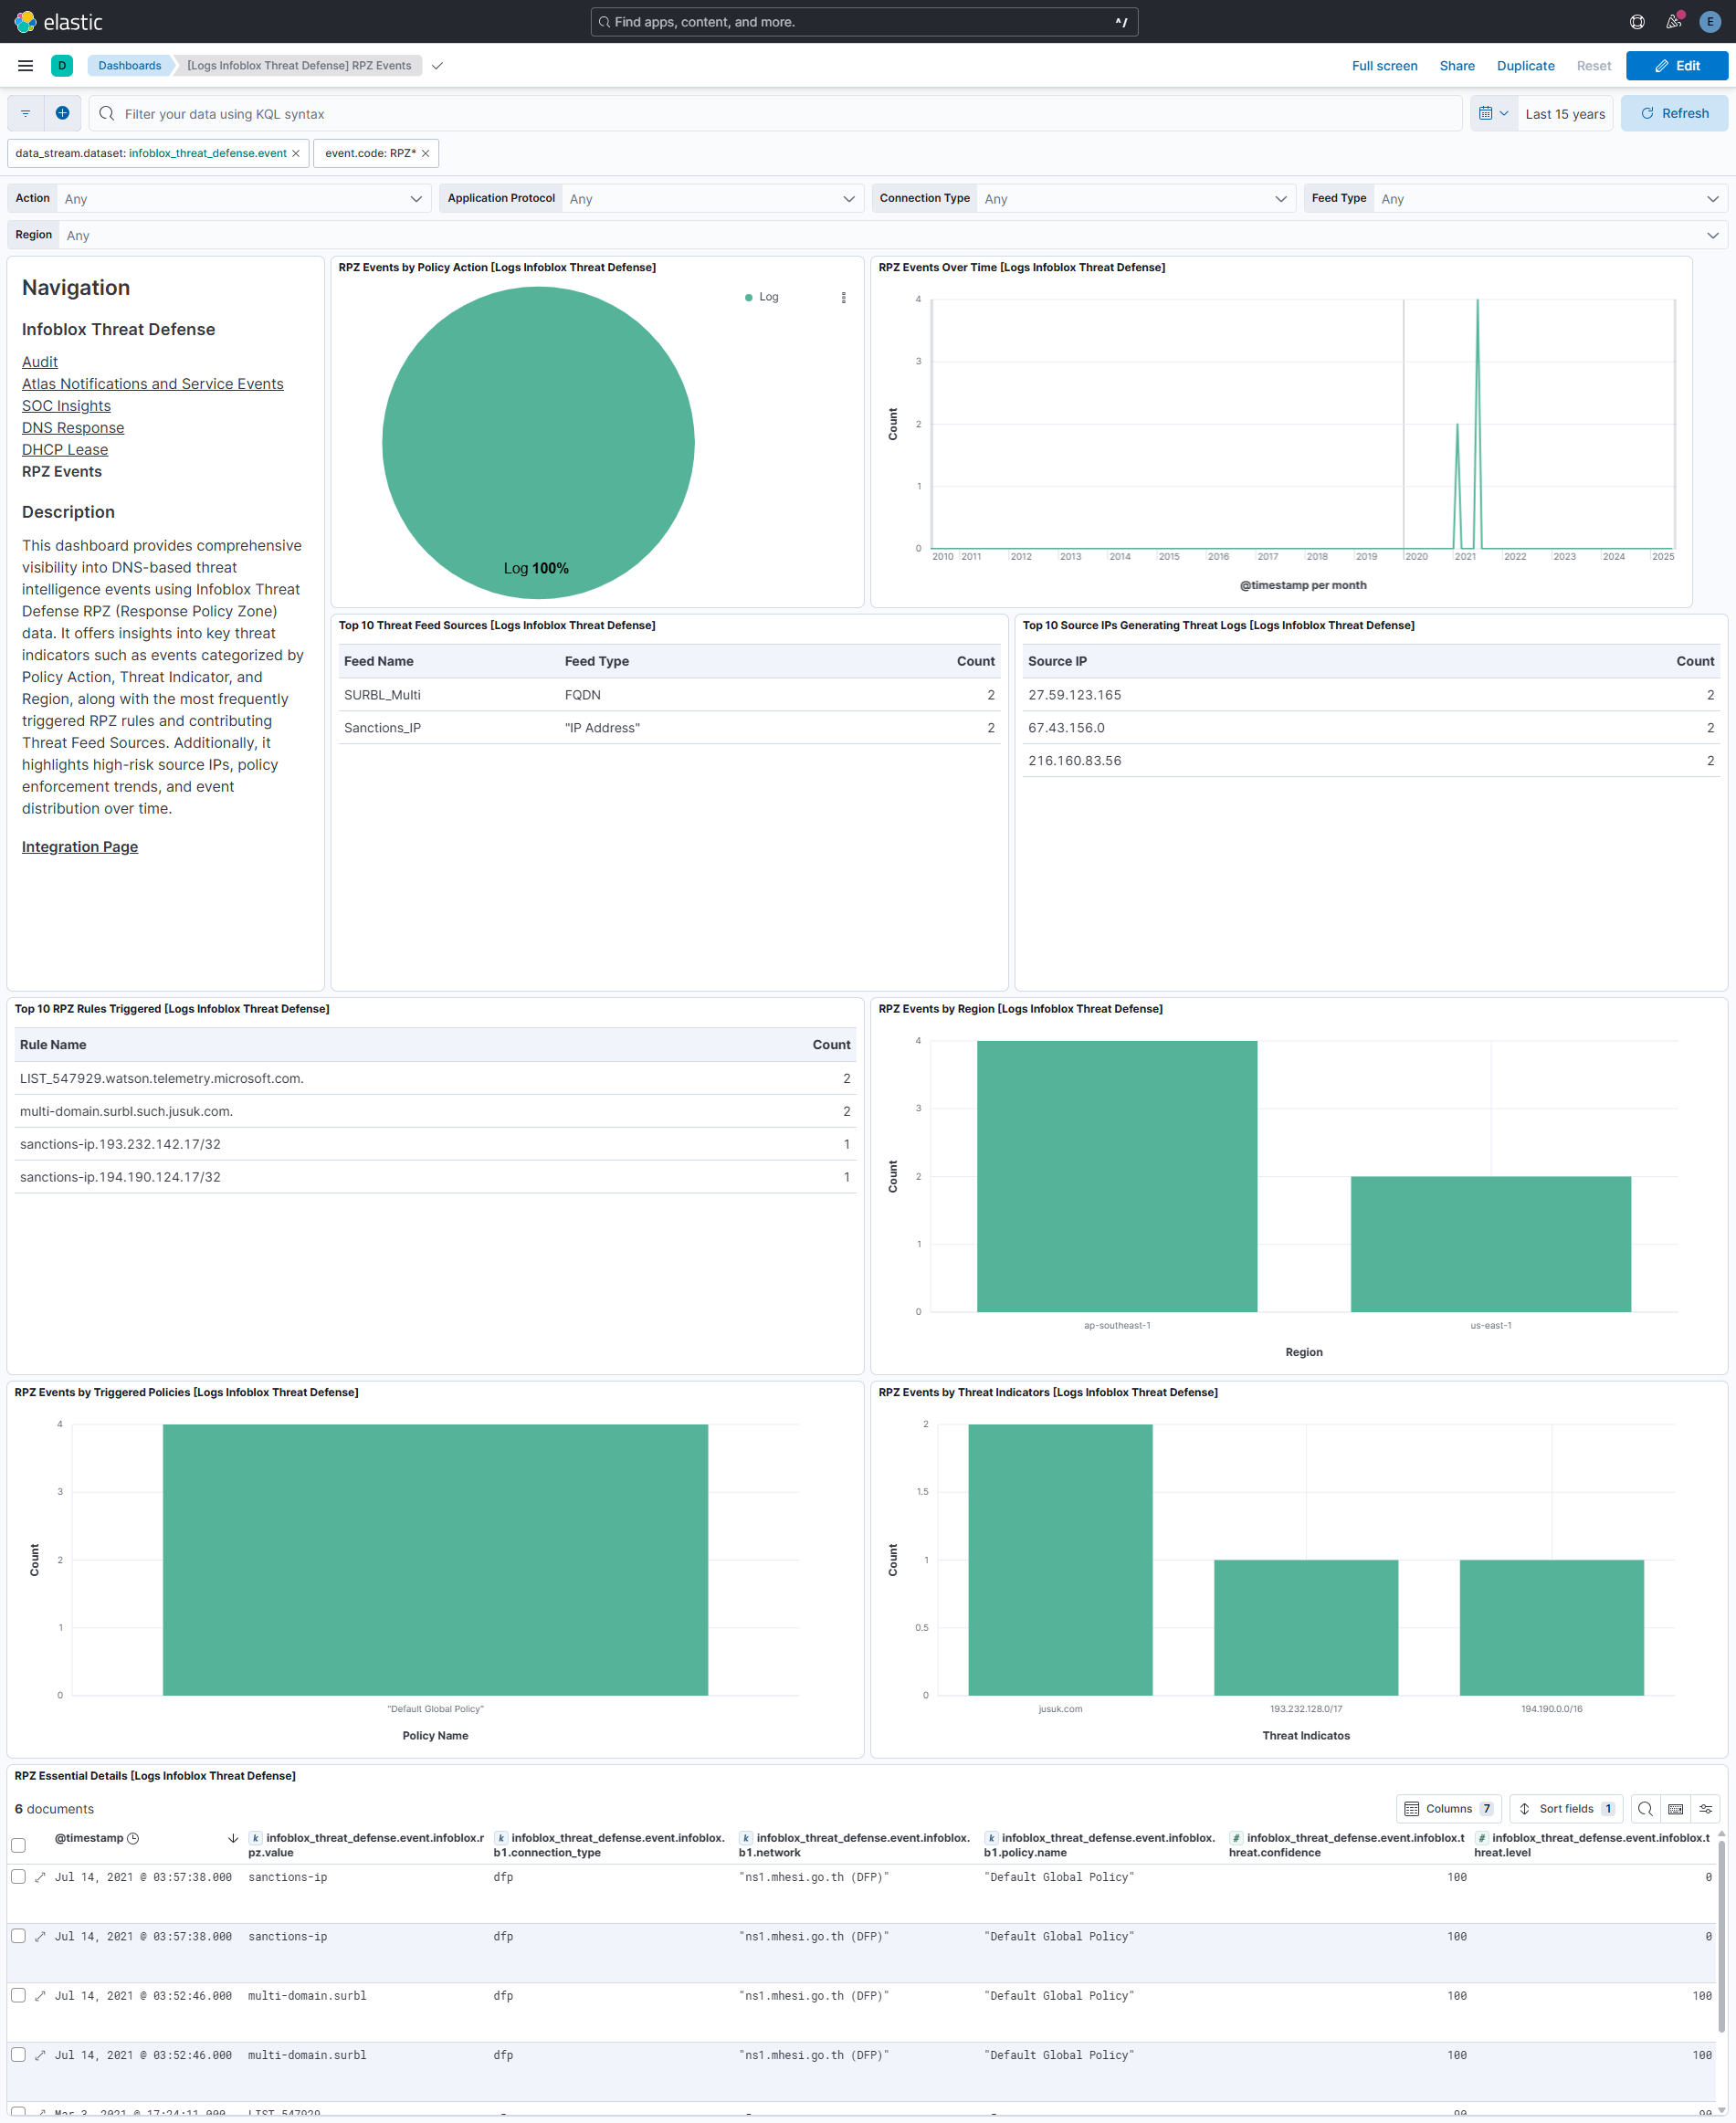 elastic
Find apps, content, and more.
^/
E
D
Dashboards
[Logs Infoblox Threat Defense] RPZ Events
Full screen
Share
Duplicate
Reset
Edit
Filter your data using KQL syntax
Last 15 years
Refresh
data_stream.dataset: infoblox_threat_defense.event
event.code: RPZ*
Action Any
Application Protocol Any
Connection Type Any
Feed Type Any
Region Any
Navigation
Infoblox Threat Defense
Audit
Atlas Notifications and Service Events
SOC Insights
DNS Response
DHCP Lease
RPZ Events
Description
This dashboard provides comprehensive
visibility into DNS-based threat
intelligence events using Infoblox Threat
Defense RPZ (Response Policy Zone)
data. It offers insights into key threat
indicators such as events categorized by
Policy Action, Threat Indicator, and
Region, along with the most frequently
triggered RPZ rules and contributing
Threat Feed Sources. Additionally, it
highlights high-risk source IPs, policy
enforcement trends, and event
distribution over time.
Integration Page
RPZ Events by Policy Action [Logs Infoblox Threat Defense]
Log
Log 100%
RPZ Events Over Time [Logs Infoblox Threat Defense]
4
3
2
1
0
Count
2010 2011 2012 2013 2014 2015 2016 2017 2018 2019 2020 2021 2022 2023 2024 2025
@timestamp per month
Top 10 Threat Feed Sources [Logs Infoblox Threat Defense]
Feed Name Feed Type Count
SURBL_Multi FQDN 2
Sanctions_IP "IP Address" 2
Top 10 Source IPs Generating Threat Logs [Logs Infoblox Threat Defense]
Source IP Count
27.59.123.165 2
67.43.156.0 2
216.160.83.56 2
Top 10 RPZ Rules Triggered [Logs Infoblox Threat Defense]
Rule Name Count
LIST_547929.watson.telemetry.microsoft.com. 2
multi-domain.surbl.such.jusuk.com. 2
sanctions-ip.193.232.142.17/32 1
sanctions-ip.194.190.124.17/32 1
RPZ Events by Region [Logs Infoblox Threat Defense]
4
3
2
1
0
Count
ap-southeast-1 us-east-1
Region
RPZ Events by Triggered Policies [Logs Infoblox Threat Defense]
4
3
2
1
0
Count
"Default Global Policy"
Policy Name
RPZ Events by Threat Indicators [Logs Infoblox Threat Defense]
2
1.5
1
0.5
0
Count
jusuk.com 193.232.128.0/17 194.190.0.0/16
Threat Indicatos
RPZ Essential Details [Logs Infoblox Threat Defense]
6 documents
Columns 7
Sort fields 1
@timestamp
k infoblox_threat_defense.event.infoblox.r
pz.value
k infoblox_threat_defense.event.infoblox.
b1.connection_type
k infoblox_threat_defense.event.infoblox.
b1.network
k infoblox_threat_defense.event.infoblox.
b1.policy.name
# infoblox_threat_defense.event.infoblox.t
hreat.confidence
# infoblox_threat_defense.event.infoblox.t
hreat.level
Jul 14, 2021 @ 03:57:38.000 sanctions-ip dfp "ns1.mhesi.go.th (DFP)" "Default Global Policy" 100 0
Jul 14, 2021 @ 03:57:38.000 sanctions-ip dfp "ns1.mhesi.go.th (DFP)" "Default Global Policy" 100 0
Jul 14, 2021 @ 03:52:46.000 multi-domain.surbl dfp "ns1.mhesi.go.th (DFP)" "Default Global Policy" 100 100
Jul 14, 2021 @ 03:52:46.000 multi-domain.surbl dfp "ns1.mhesi.go.th (DFP)" "Default Global Policy" 100 100
Mar 3, 2021 @ 17:24:11.000 LIST_547929